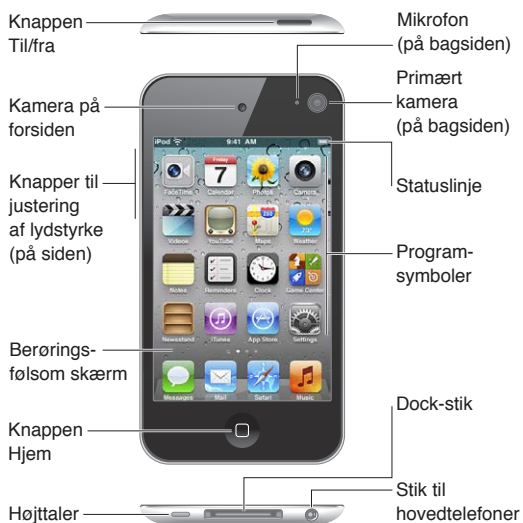 Knappen
Til/fra
Mikrofon
(på bagsiden)
Kamera på
forsiden
Primært
kamera
(på bagsiden)
Knapper til
justering
af lydstyrke
(på siden)
Statuslinje
Program-
symboler
Berørings-
følsom skærm
Knappen
Hjem
Dock-stik
Højttaler
Stik til
hovedtelefoner
iPod 9:41 AM
Friday
7
FaceTime Calendar Photos Camera
280
73°
Videos YouTube Maps Weather
Notes Reminders Clock Game Center
Newsstand iTunes App Store Settings
Messages Mail Safari Music